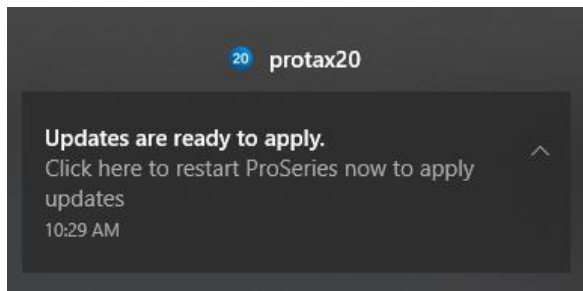 20 protax20
Updates are ready to apply.
Click here to restart ProSeries now to apply
updates
10:29 AM